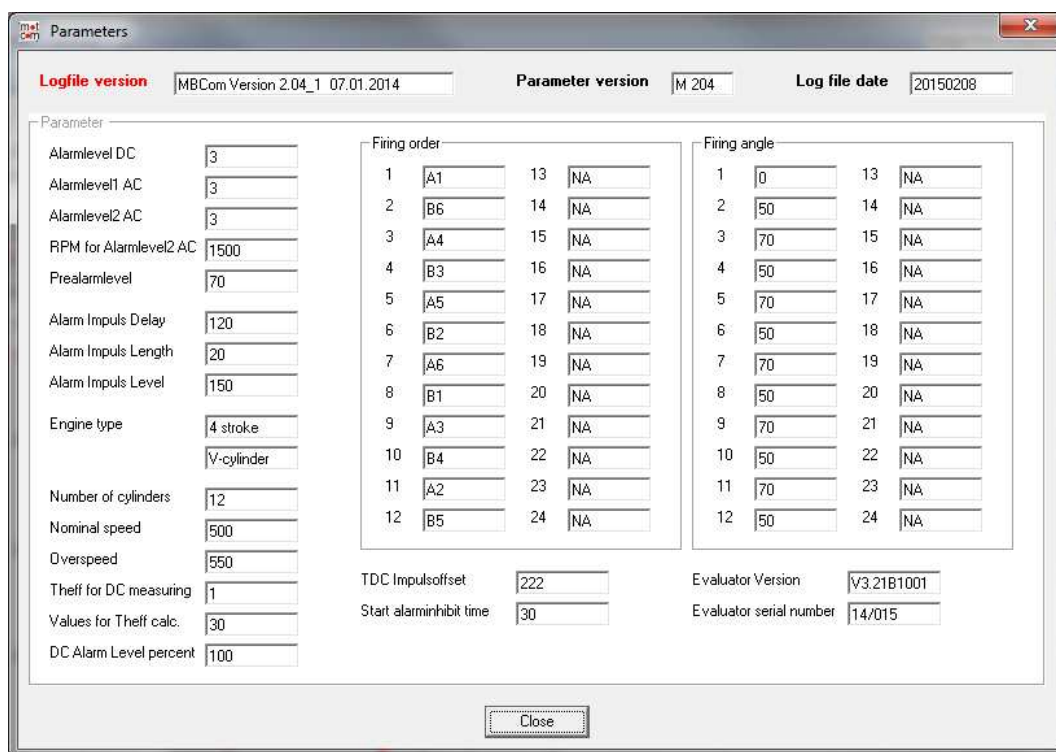 mot com Parameters
Logfile version MBCom Version 2.04_1 07.01.2014 Parameter version M 204 Log file date 20150208
Parameter
Alarmlevel DC 3
Alarmlevel1 AC 3
Alarmlevel2 AC 3
RPM for Alarmlevel2 AC 1500
Prealarmlevel 70
Alarm Impuls Delay 120
Alarm Impuls Length 20
Alarm Impuls Level 150
Engine type 4 stroke
V-cylinder
Number of cylinders 12
Nominal speed 500
Overspeed 550
Theff for DC measuring 1
Values for Theff calc. 30
DC Alarm Level percent 100
Firing order
1 A1 13 NA
2 B6 14 NA
3 A4 15 NA
4 B3 16 NA
5 A5 17 NA
6 B2 18 NA
7 A6 19 NA
8 B1 20 NA
9 A3 21 NA
10 B4 22 NA
11 A2 23 NA
12 B5 24 NA
Firing angle
1 0 13 NA
2 50 14 NA
3 70 15 NA
4 50 16 NA
5 70 17 NA
6 50 18 NA
7 70 19 NA
8 50 20 NA
9 70 21 NA
10 50 22 NA
11 70 23 NA
12 50 24 NA
TDC Impulsoffset 222
Start alarminhibit time 30
Evaluator Version V3.21B1001
Evaluator serial number 14/015
Close